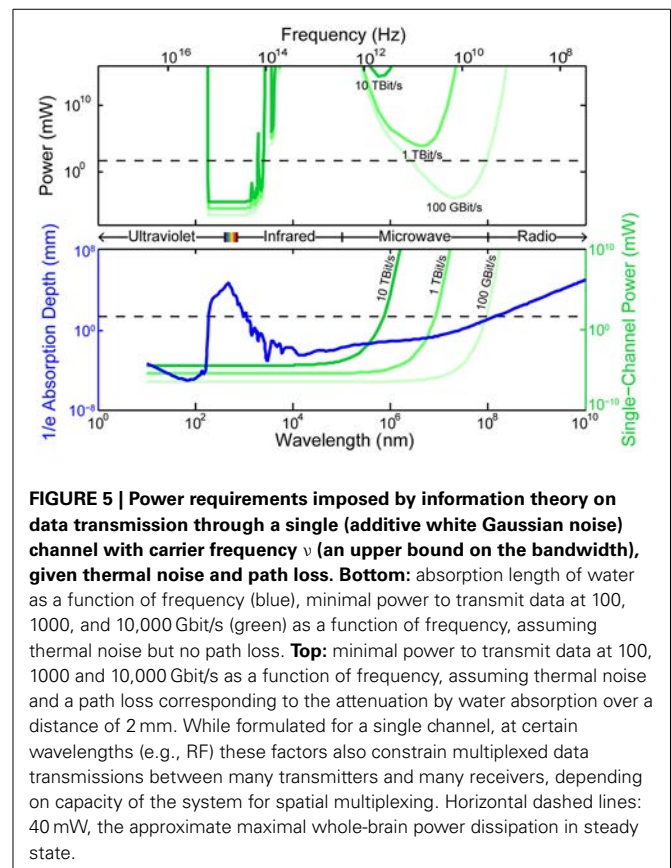 Frequency (Hz)
10^16 10^14 10^12 10^10 10^8
Power (mW)
10^10
10^0
10 TBit/s
1 TBit/s
100 GBit/s
Ultraviolet Infrared Microwave Radio
1/e Absorption Depth (mm)
10^8
10^0
10^-8
10 TBit/s
1 TBit/s
100 GBit/s
Single-Channel Power (mW)
10^10
10^0
10^-10
10^0 10^2 10^4 10^6 10^8 10^10
Wavelength (nm)
FIGURE 5 | Power requirements imposed by information theory on
data transmission through a single (additive white Gaussian noise)
channel with carrier frequency ν (an upper bound on the bandwidth),
given thermal noise and path loss. Bottom: absorption length of water
as a function of frequency (blue), minimal power to transmit data at 100,
1000, and 10,000 Gbit/s (green) as a function of frequency, assuming
thermal noise but no path loss. Top: minimal power to transmit data at 100,
1000 and 10,000 Gbit/s as a function of frequency, assuming thermal noise
and a path loss corresponding to the attenuation by water absorption over a
distance of 2 mm. While formulated for a single channel, at certain
wavelengths (e.g., RF) these factors also constrain multiplexed data
transmissions between many transmitters and many receivers, depending
on capacity of the system for spatial multiplexing. Horizontal dashed lines:
40 mW, the approximate maximal whole-brain power dissipation in steady
state.